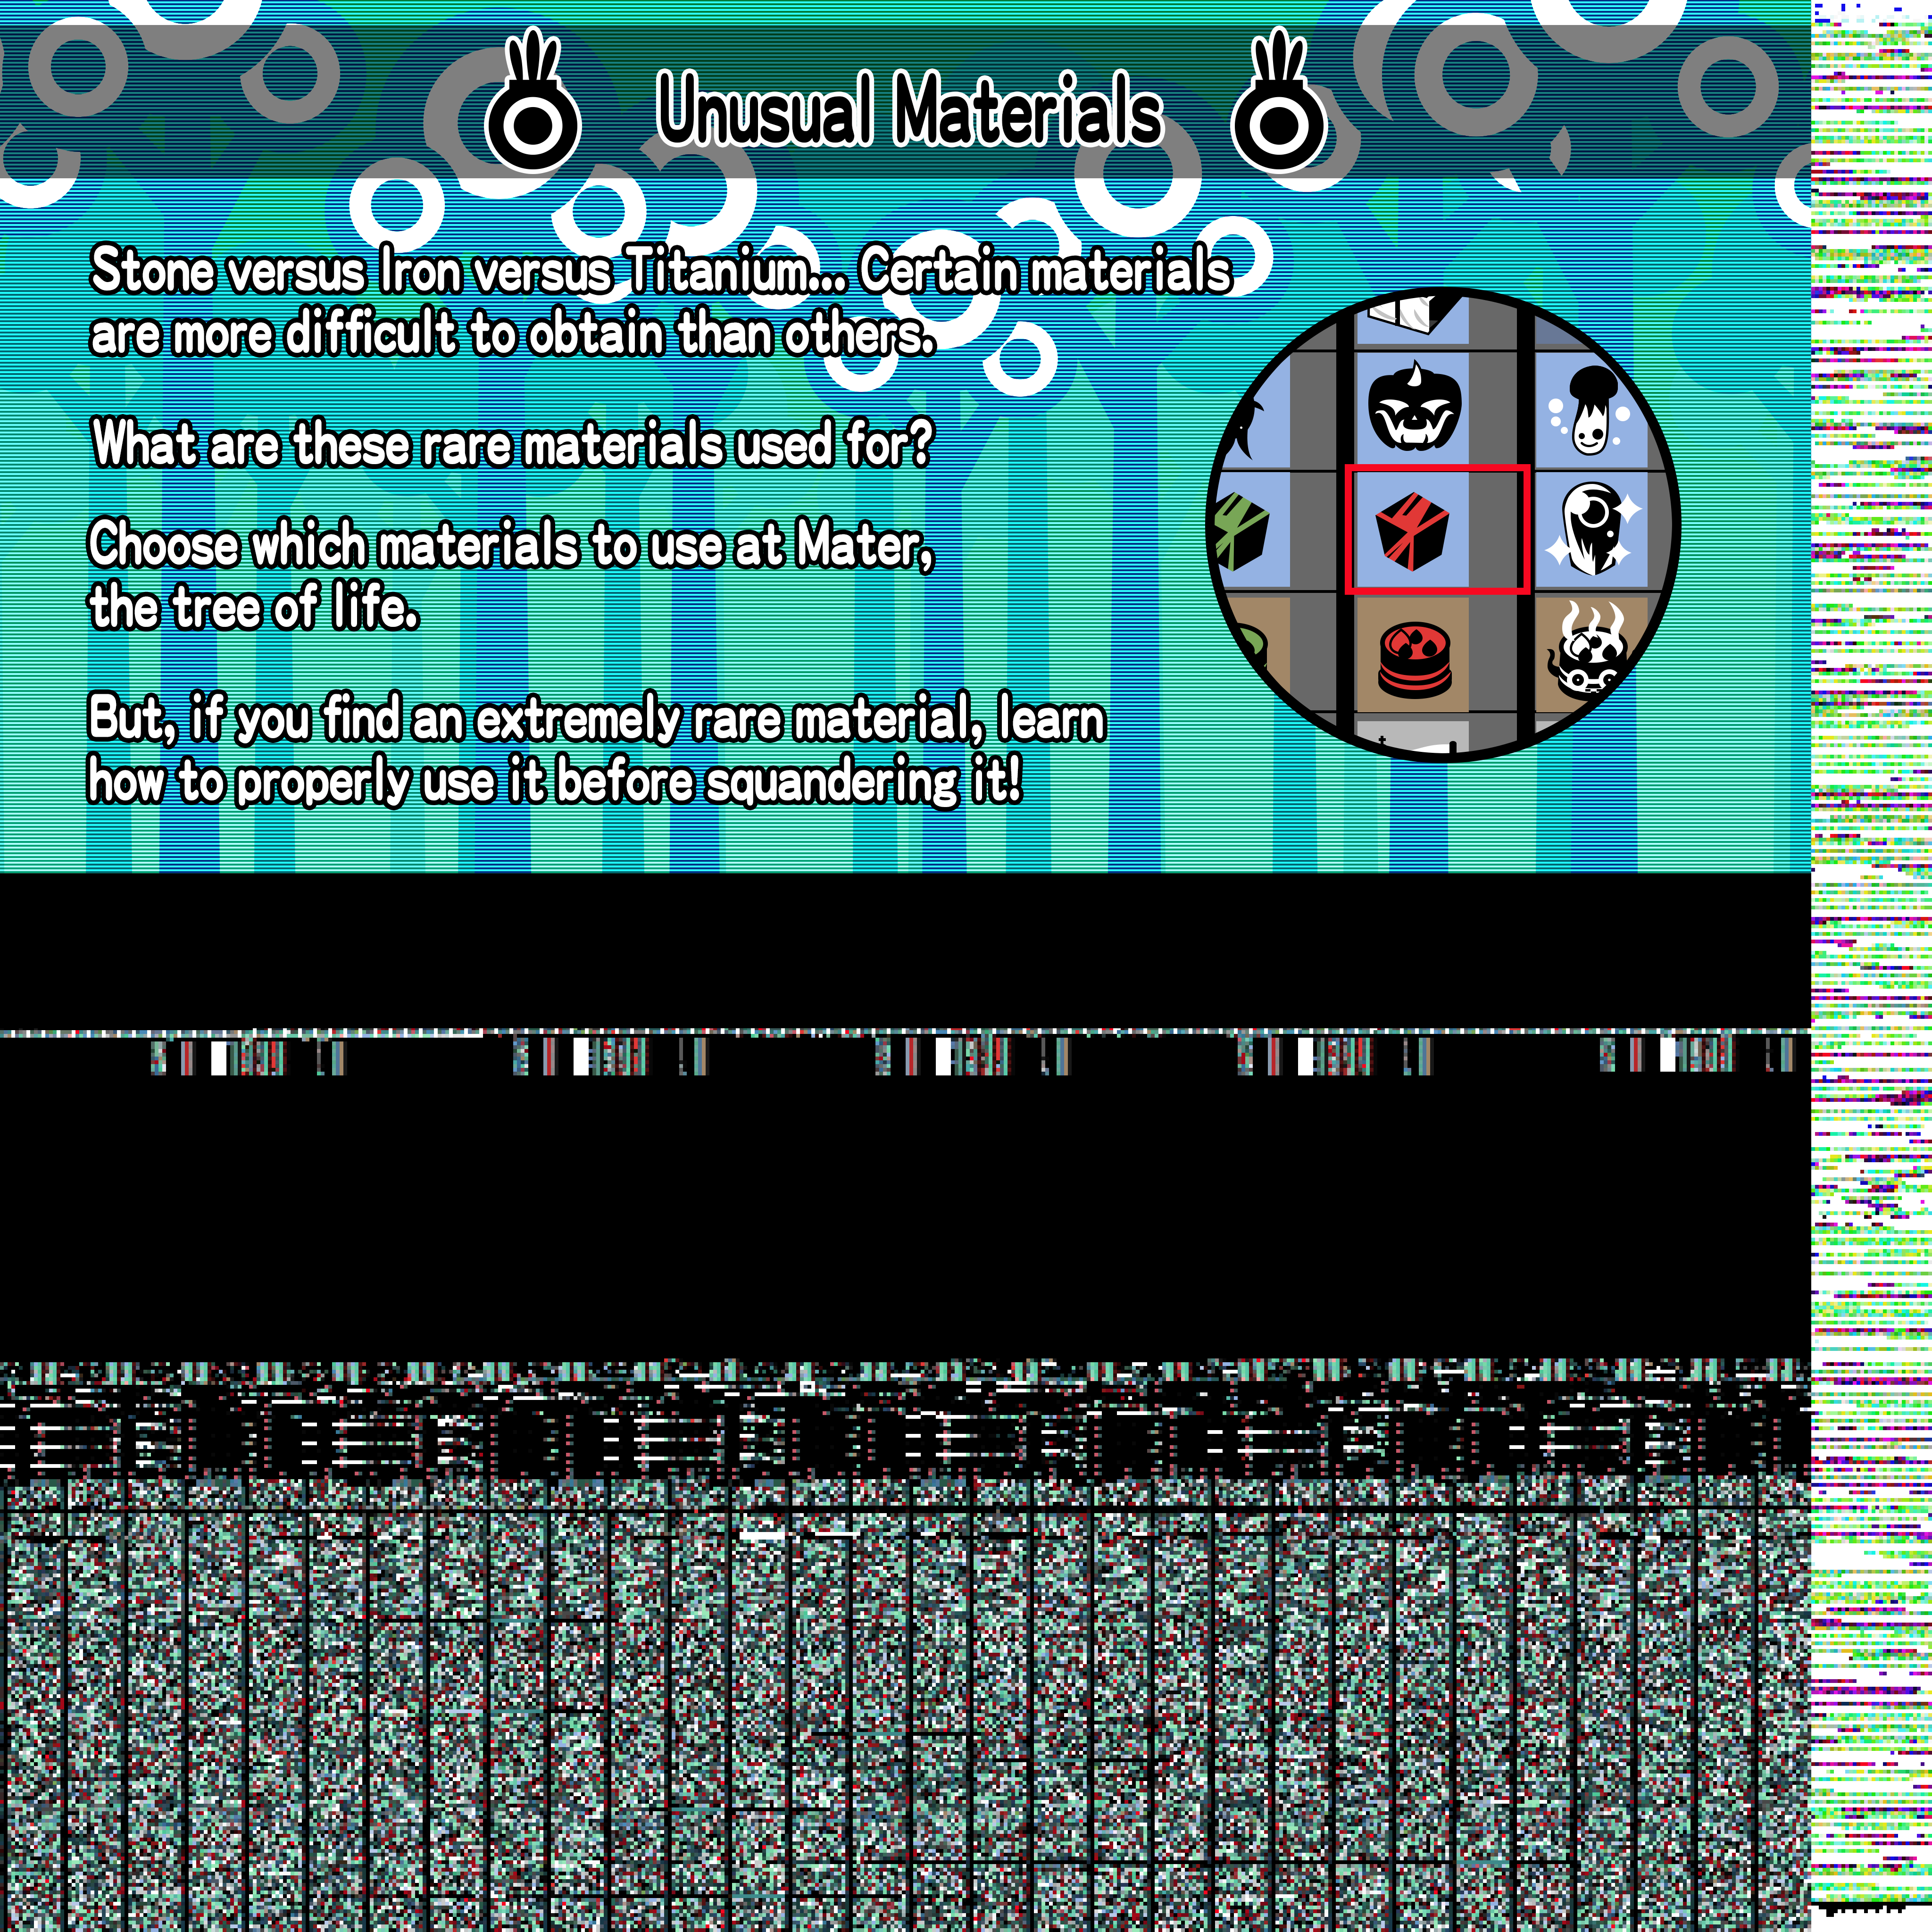 Unusual Materials
Stone versus Iron versus Titanium... Certain materials
are more difficult to obtain than others.
What are these rare materials used for?
Choose which materials to use at Mater,
the tree of life.
But, if you find an extremely rare material, learn
how to properly use it before squandering it!